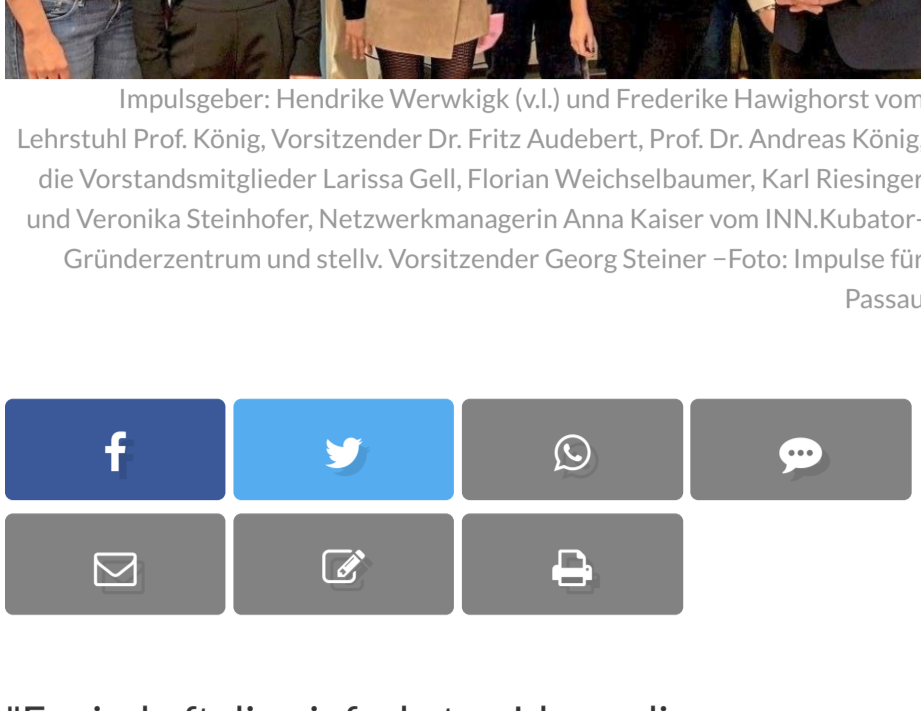 Impulsgeber: Hendrike Werwkigk (v.l.) und Frederike Hawighorst vom
Lehrstuhl Prof. König, Vorsitzender Dr. Fritz Audebert, Prof. Dr. Andreas König,
die Vorstandsmitglieder Larissa Gell, Florian Weichselbaumer, Karl Riesinger
und Veronika Steinhofer, Netzwerkmanagerin Anna Kaiser vom INN.Kubator-
Gründerzentrum und stellv. Vorsitzender Georg Steiner −Foto: Impulse für
Passau